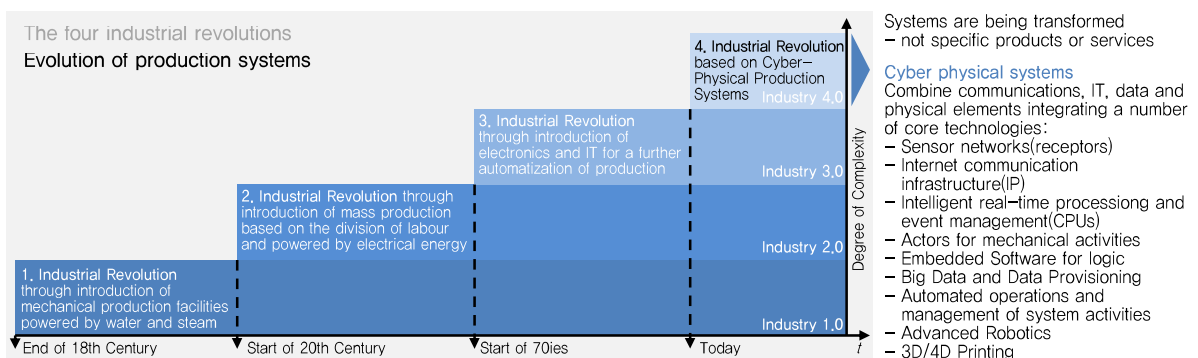 The four industrial revolutions
Evolution of production systems
4. Industrial Revolution
based on Cyber-
Physical Production
Systems
Industry 4.0
3. Industrial Revolution
through introduction of
electronics and IT for a further
automatization of production
Industry 3.0
2. Industrial Revolution through
introduction of mass production
based on the division of labour
and powered by electrical energy
Industry 2.0
1. Industrial Revolution
through introduction of
mechanical production facilities
powered by water and steam
Industry 1.0
Degree of Complexity
End of 18th Century
Start of 20th Century
Start of 70ies
Today
t
Systems are being transformed
- not specific products or services
Cyber physical systems
Combine communications, IT, data and
physical elements integrating a number
of core technologies:
- Sensor networks(receptors)
- Internet communication
infrastructure(IP)
- Intelligent real-time processiong and
event management(CPUs)
- Actors for mechanical activities
- Embedded Software for logic
- Big Data and Data Provisioning
- Automated operations and
management of system activities
- Advanced Robotics
- 3D/4D Printing